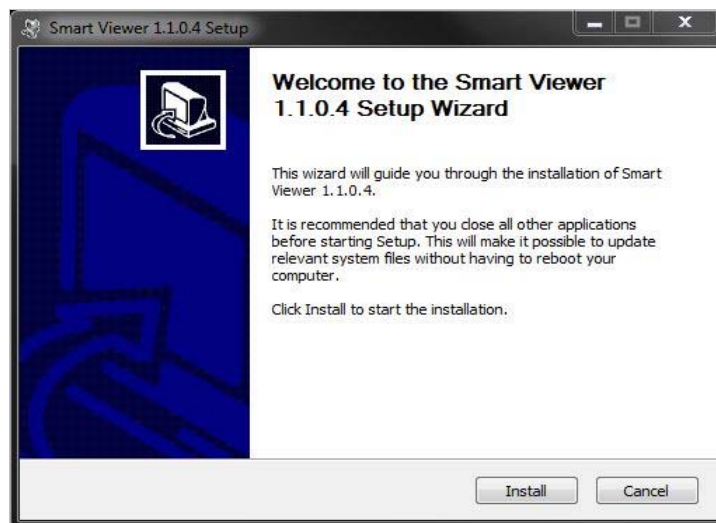 Smart Viewer 1.1.0.4 Setup
Welcome to the Smart Viewer
1.1.0.4 Setup Wizard
This wizard will guide you through the installation of Smart
Viewer 1.1.0.4.
It is recommended that you close all other applications
before starting Setup. This will make it possible to update
relevant system files without having to reboot your
computer.
Click Install to start the installation.
Install Cancel